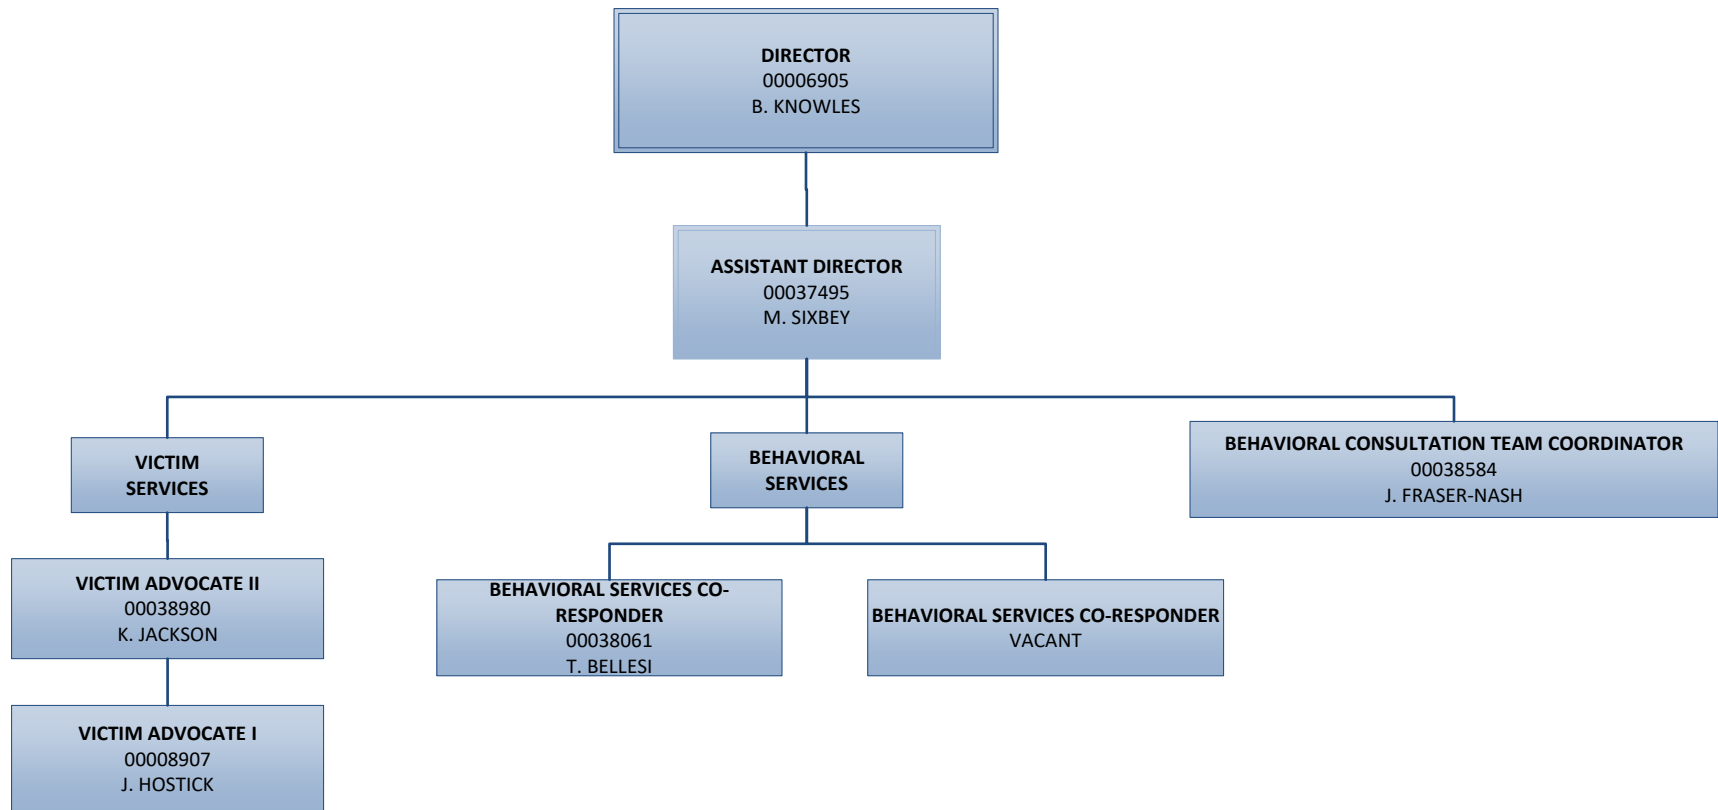 DIRECTOR
00006905
B. KNOWLES
ASSISTANT DIRECTOR
00037495
M. SIXBEY
VICTIM
SERVICES
BEHAVIORAL
SERVICES
BEHAVIORAL CONSULTATION TEAM COORDINATOR
00038584
J. FRASER-NASH
VICTIM ADVOCATE II
00038980
K. JACKSON
BEHAVIORAL SERVICES CO-
RESPONDER
00038061
T. BELLESI
BEHAVIORAL SERVICES CO-RESPONDER
VACANT
VICTIM ADVOCATE I
00008907
J. HOSTICK